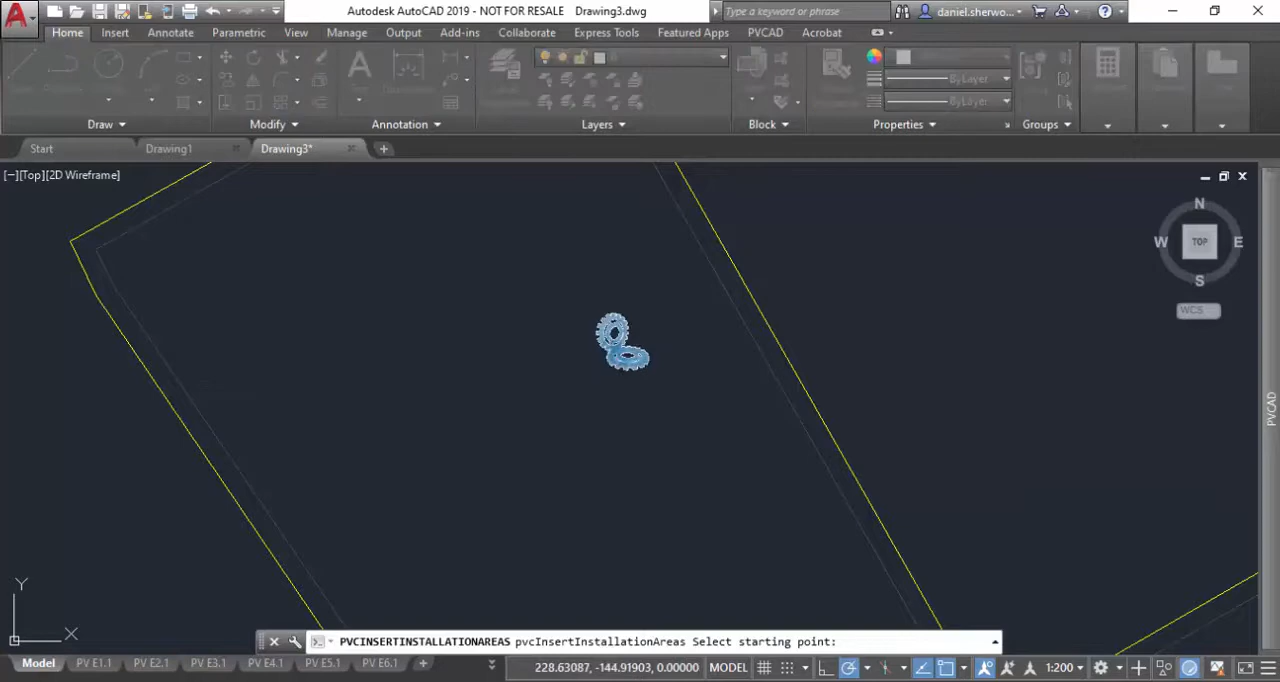 Autodesk AutoCAD 2019 - NOT FOR RESALE Drawing3.dwg
Type a keyword or phrase
daniel.sherwo...
Home Insert Annotate Parametric View Manage Output Add-ins Collaborate Express Tools Featured Apps PVCAD Acrobat
ByLayer
ByLayer
Draw Modify Annotation Layers Block Properties Groups
Start Drawing1 Drawing3*
[−][Top][2D Wireframe]
N
W TOP E
S
WCS
PVCAD
Y
X
PVCINSERTINSTALLATIONAREAS pvcInsertInstallationAreas Select starting point:
Model PV E1.1 PV E2.1 PV E3.1 PV E4.1 PV E5.1 PV E6.1
228.63087, -144.91903, 0.00000 MODEL 1:200